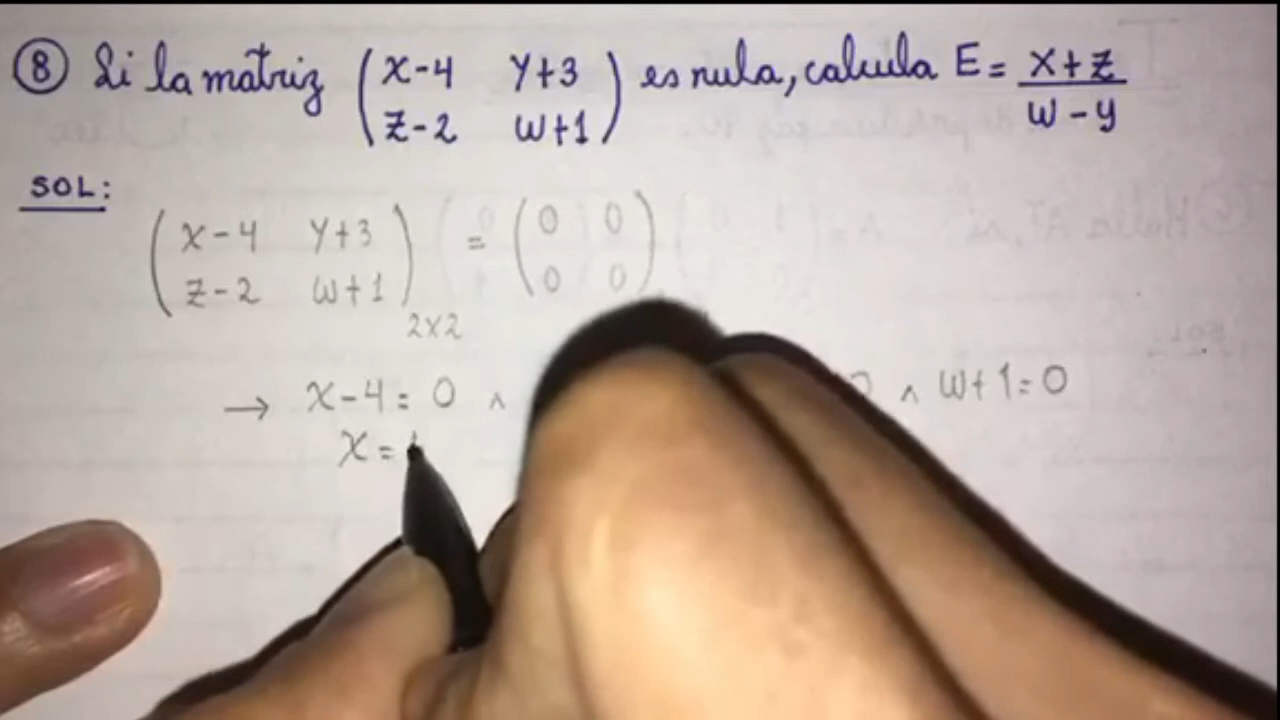 ⑧ Si la matriz (x-4 y+3) es nula, calcula E = x+z
(z-2 w+1) w-y
SOL:
(x-4 y+3) = (0 0)
(z-2 w+1) (0 0)
2x2
→ x-4=0 ∧ ∧ w+1=0
x=